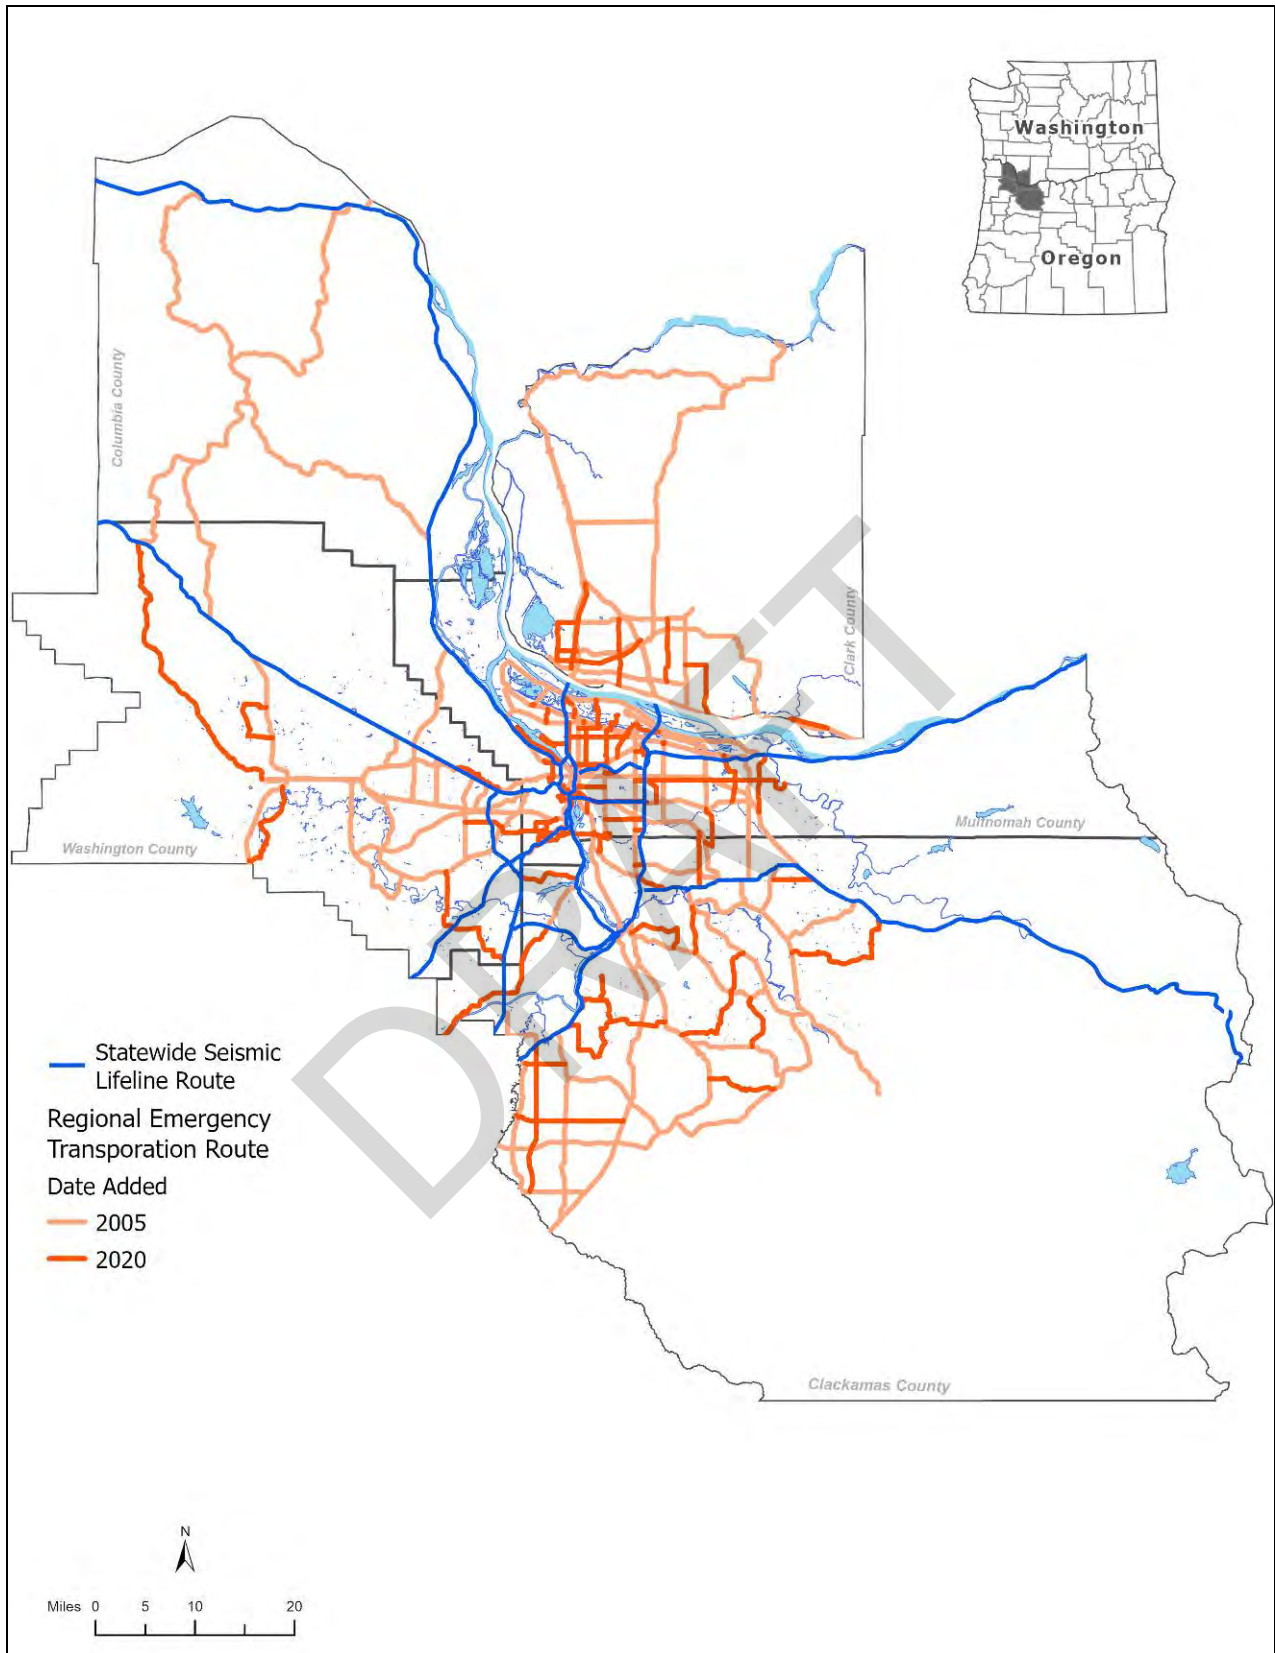 Washington
Oregon
Columbia County
Clark County
Multnomah County
Washington County
DRAFT
Statewide Seismic
Lifeline Route
Regional Emergency
Transporation Route
Date Added
2005
2020
Clackamas County
N
Miles 0 5 10 20